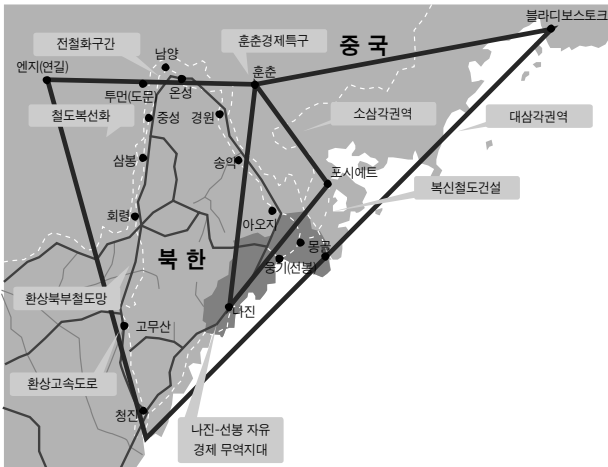 블라디보스토크
전철화구간
남양
훈춘경제특구
중 국
엔지(연길)
훈춘
투먼(도문)
온성
철도복선화
중성
경원
소삼각권역
대삼각권역
삼봉
송악
포시에트
복신철도건설
회령
아오지
몽골
북 한
웅기(선봉)
환상북부철도망
나진
고무산
환상고속도로
청진
나진-선봉 자유
경제 무역지대